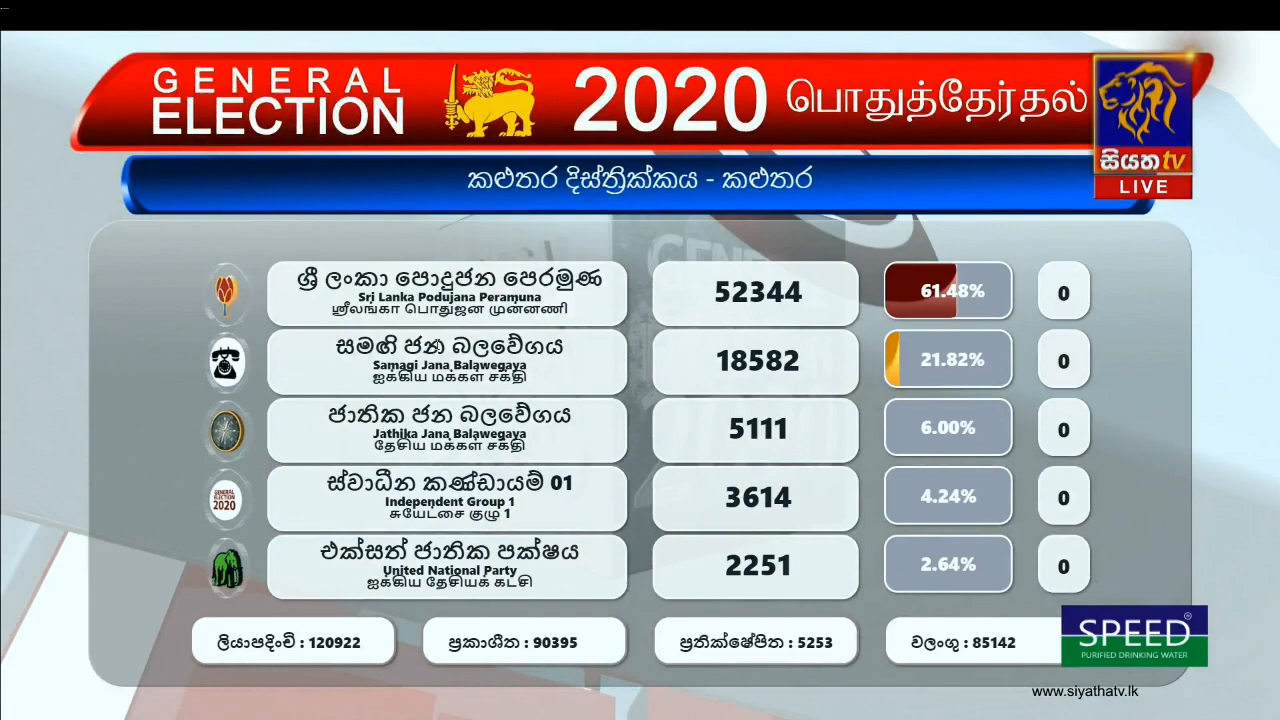 GENERAL
ELECTION
2020 பொதுத்தேர்தல்
සියත tv
LIVE
කළුතර දිස්ත්‍රික්කය - කළුතර
ශ්‍රී ලංකා පොදුජන පෙරමුණ
Sri Lanka Podujana Peramuna
ஸ்ரீலங்கா பொதுஜன முன்னணி
52344
61.48%
0
සමඟි ජන බලවේගය
Samagi Jana Balawegaya
ஐக்கிய மக்கள் சக்தி
18582
21.82%
0
ජාතික ජන බලවේගය
Jathika Jana Balawegaya
தேசிய மக்கள் சக்தி
5111
6.00%
0
GENERAL
ELECTION
2020
ස්වාධීන කණ්ඩායම් 01
Independent Group 1
சுயேட்சை குழு 1
3614
4.24%
0
එක්සත් ජාතික පක්ෂය
United National Party
ஐக்கிய தேசியக் கட்சி
2251
2.64%
0
ලියාපදිංචි : 120922
ප්‍රකාශිත : 90395
ප්‍රතික්ෂේපිත : 5253
වලංගු : 85142
SPEED®
PURIFIED DRINKING WATER
www.siyathatv.lk